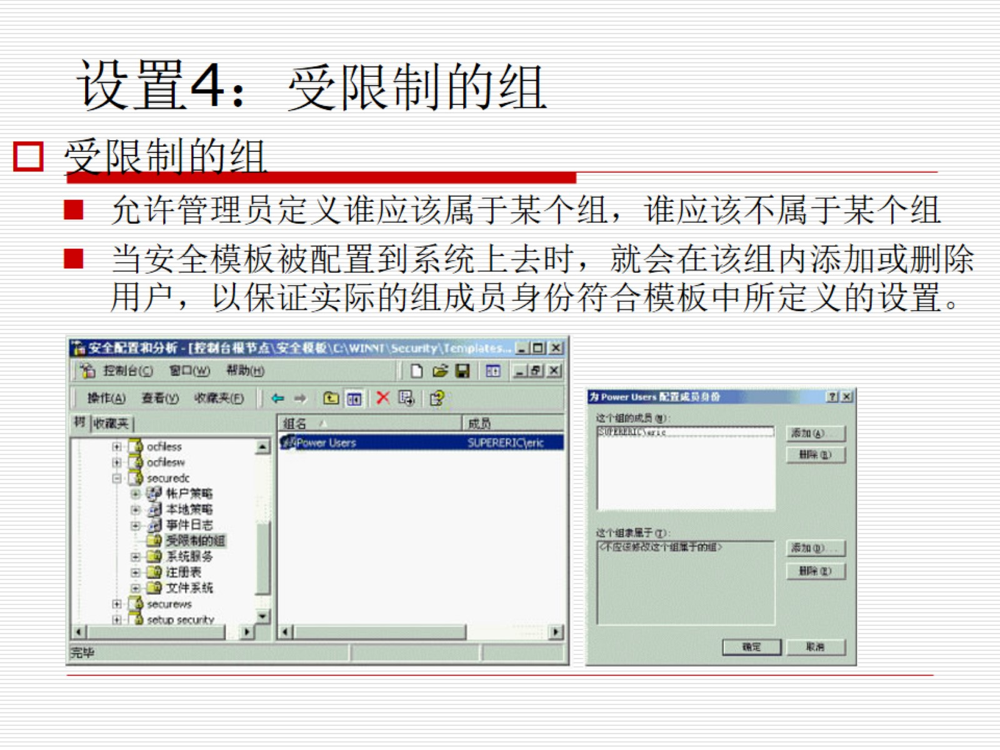 设置4：受限制的组
受限制的组
允许管理员定义谁应该属于某个组，谁应该不属于某个组
当安全模板被配置到系统上去时，就会在该组内添加或删除
用户，以保证实际的组成员身份符合模板中所定义的设置。
安全配置和分析 - [控制台根节点\安全模板\C:\WINNT\Security\Templates...
控制台(C) 窗口(W) 帮助(H)
操作(A) 查看(V) 收藏夹(F)
树 收藏夹
组名 成员
Power Users SUPERERIC\eric
ocfiless
ocfilesw
securedc
帐户策略
本地策略
事件日志
受限制的组
系统服务
注册表
文件系统
securews
setup security
完毕
为 Power Users 配置成员身份
这个组的成员(M):
SUPERERIC\eric
添加(A)...
删除(R)
这个组隶属于(T):
<不应该修改这个组属于的组>
添加(D)...
删除(E)
确定 取消